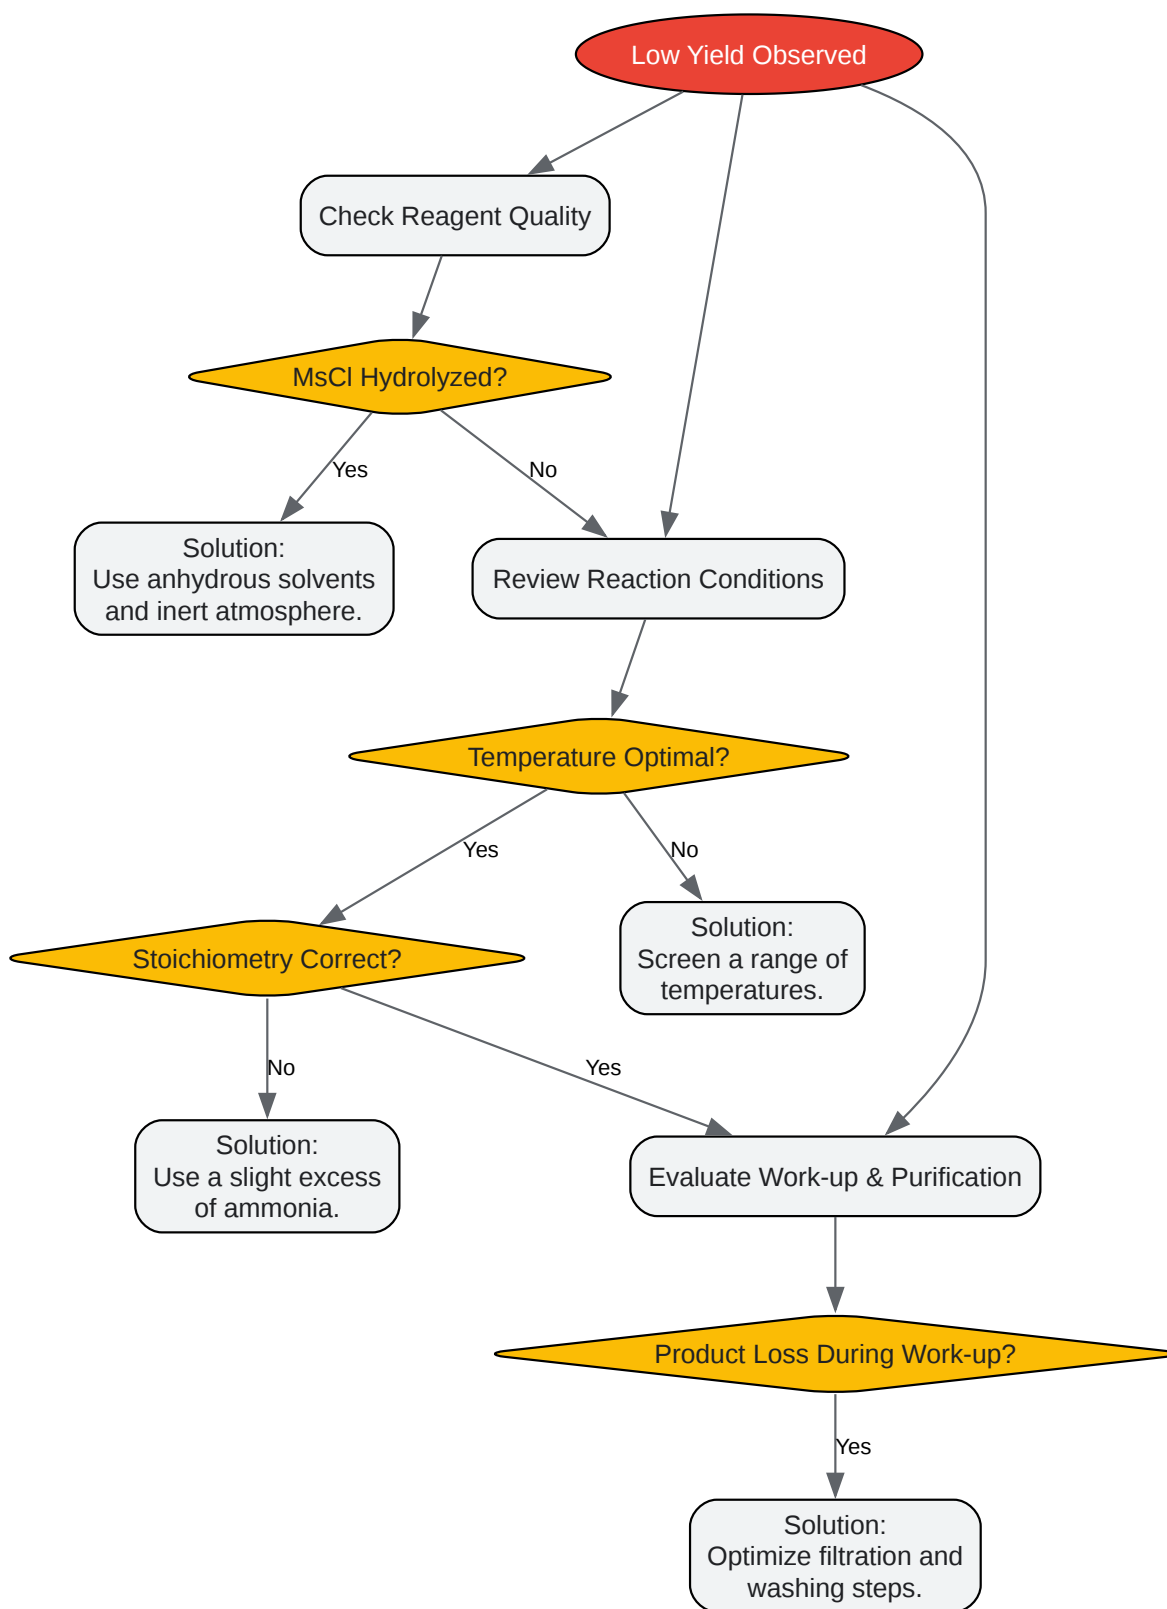 Low Yield Observed
Check Reagent Quality
MsCl Hydrolyzed?
Yes
No
Solution:
Use anhydrous solvents
and inert atmosphere.
Review Reaction Conditions
Temperature Optimal?
Yes
No
Solution:
Screen a range of
temperatures.
Stoichiometry Correct?
No
Yes
Solution:
Use a slight excess
of ammonia.
Evaluate Work-up & Purification
Product Loss During Work-up?
Yes
Solution:
Optimize filtration and
washing steps.